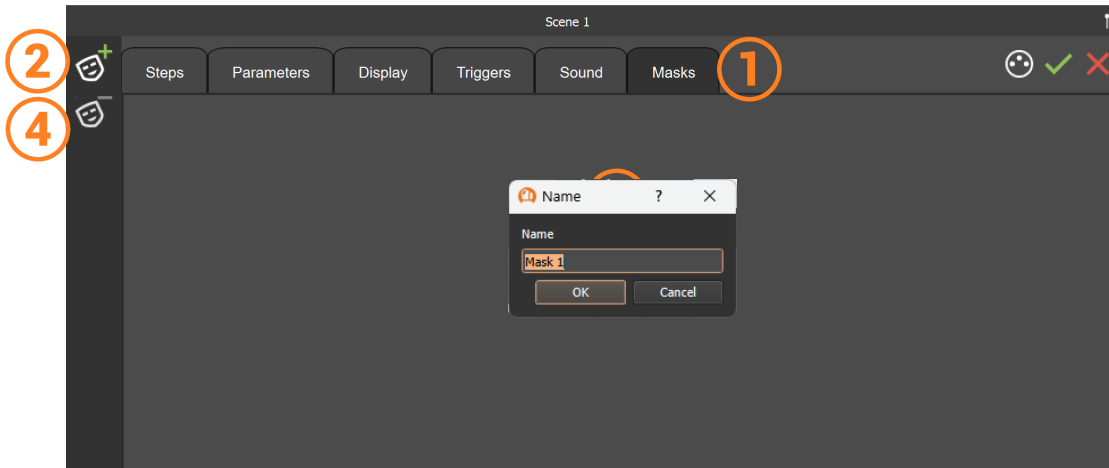 Scene 1
2
Steps
Parameters
Display
Triggers
Sound
Masks
1
4
Name
?
Name
Mask 1
OK
Cancel